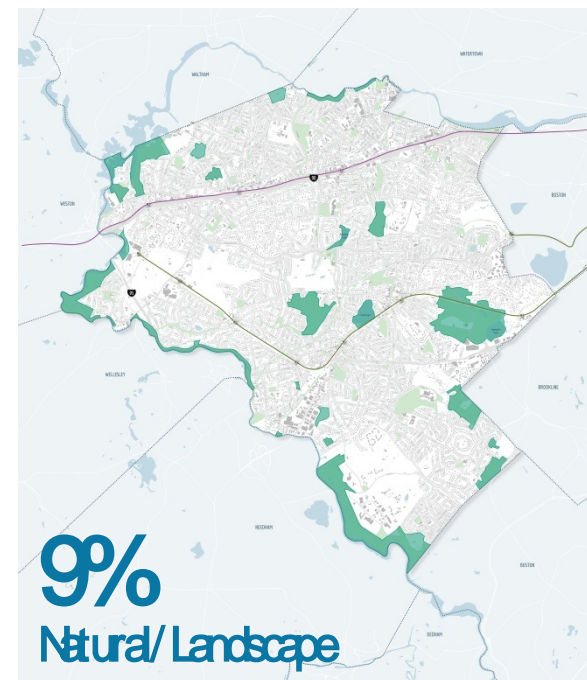 WATERTOWN
WALTHAM
WESTON
BOSTON
WELLESLEY
BROOKLINE
NEEDHAM
BOSTON
DEDHAM
9%
Natural/ Landscape